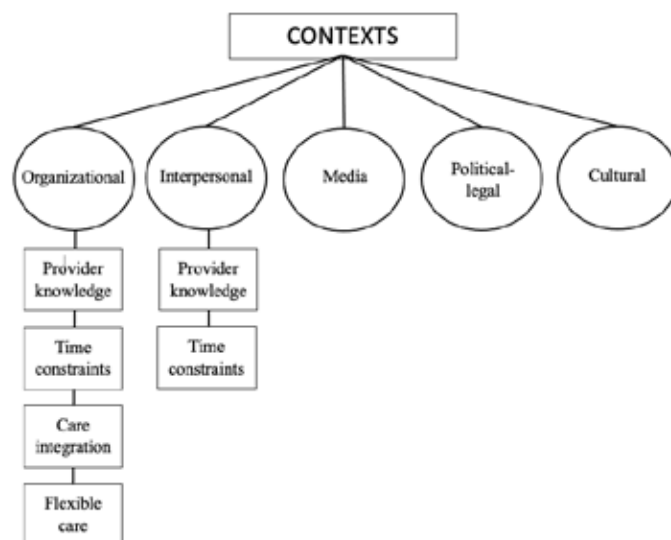 CONTEXTS
Organizational
Interpersonal
Media
Political-
legal
Cultural
Provider
knowledge
Provider
knowledge
Time
constraints
Time
constraints
Care
integration
Flexible
care